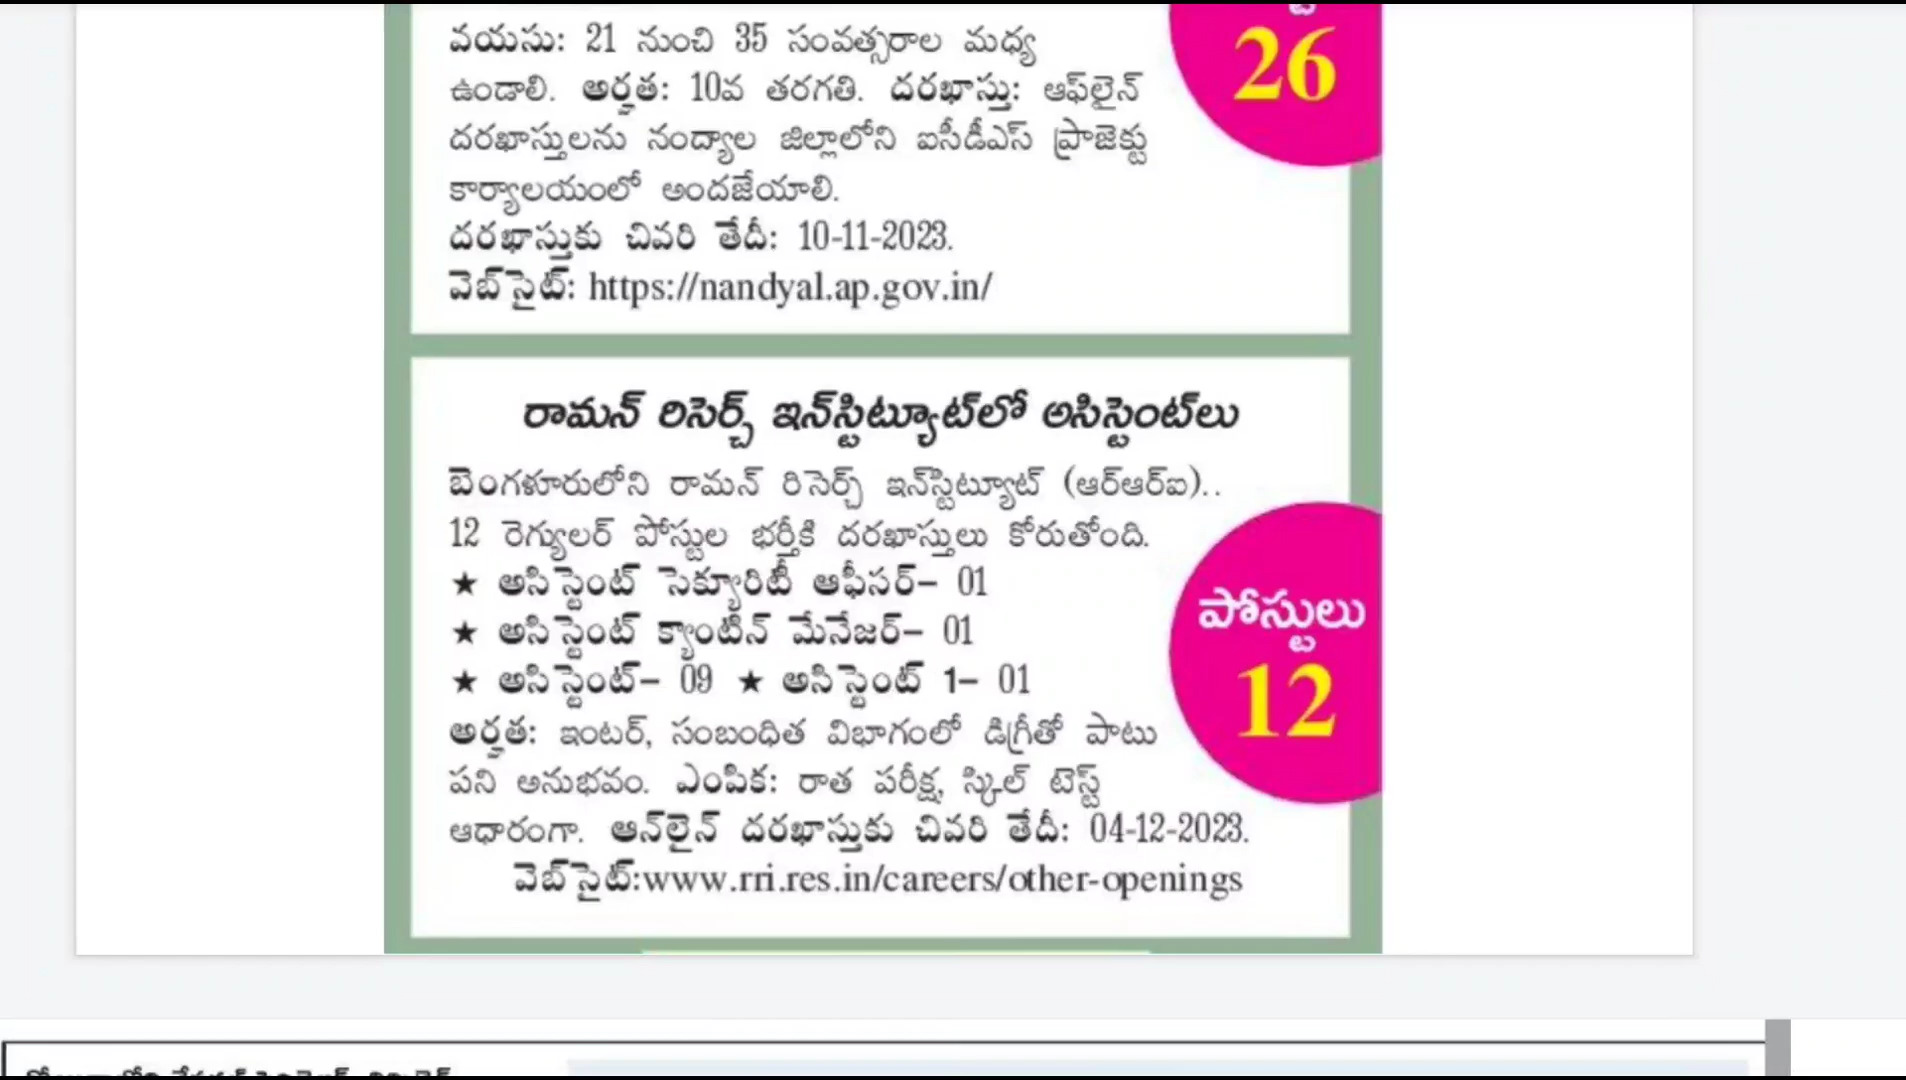 వయసు: 21 నుంచి 35 సంవత్సరాల మధ్య
ఉండాలి. అర్హత: 10వ తరగతి. దరఖాస్తు: ఆఫ్‌లైన్
దరఖాస్తులను నంద్యాల జిల్లాలోని ఐసీడీఎస్ ప్రాజెక్టు
కార్యాలయంలో అందజేయాలి.
దరఖాస్తుకు చివరి తేదీ: 10-11-2023.
వెబ్‌సైట్: https://nandyal.ap.gov.in/
26
రామన్ రిసెర్చ్ ఇన్‌స్టిట్యూట్‌లో అసిస్టెంట్‌లు
బెంగళూరులోని రామన్ రిసెర్చ్ ఇన్‌స్టిట్యూట్ (ఆర్ఆర్ఐ)..
12 రెగ్యులర్ పోస్టుల భర్తీకి దరఖాస్తులు కోరుతోంది.
★ అసిస్టెంట్ సెక్యూరిటీ ఆఫీసర్– 01
★ అసిస్టెంట్ క్యాంటీన్ మేనేజర్– 01
★ అసిస్టెంట్– 09 ★ అసిస్టెంట్ 1– 01
అర్హత: ఇంటర్, సంబంధిత విభాగంలో డిగ్రీతో పాటు
పని అనుభవం. ఎంపిక: రాత పరీక్ష, స్కిల్ టెస్ట్
ఆధారంగా. ఆన్‌లైన్ దరఖాస్తుకు చివరి తేదీ: 04-12-2023.
వెబ్‌సైట్:www.rri.res.in/careers/other-openings
పోస్టులు
12